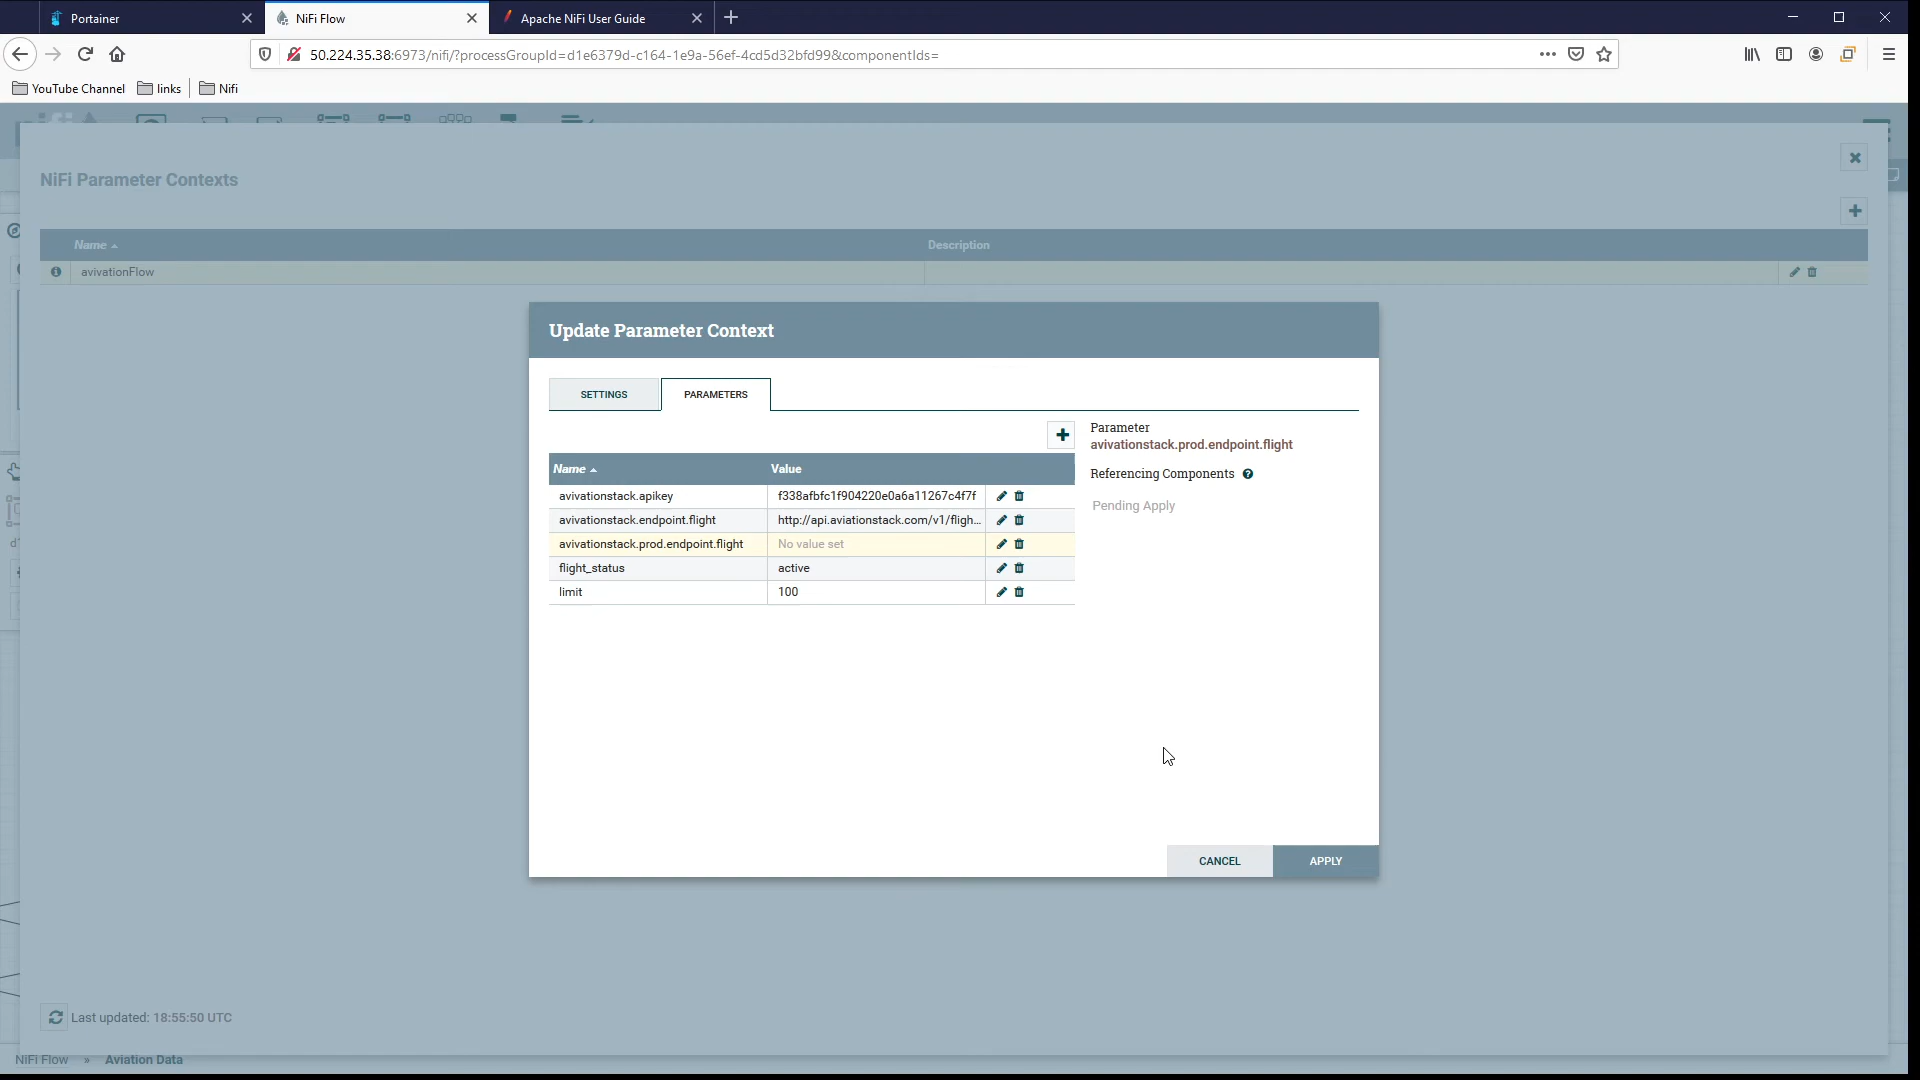 Portainer
NiFi Flow
Apache NiFi User Guide
50.224.35.38:6973/nifi/?processGroupId=d1e6379d-c164-1e9a-56ef-4cd5d32bfd99&componentIds=
YouTube Channel
links
Nifi
NiFi Parameter Contexts
Name
Description
avivationFlow
Update Parameter Context
SETTINGS
PARAMETERS
Parameter
avivationstack.prod.endpoint.flight
Referencing Components
Pending Apply
Name
Value
avivationstack.apikey
f338afbfc1f904220e0a6a11267c4f7f
avivationstack.endpoint.flight
http://api.aviationstack.com/v1/fligh...
avivationstack.prod.endpoint.flight
No value set
flight_status
active
limit
100
CANCEL
APPLY
Last updated: 18:55:50 UTC
NiFi Flow » Aviation Data